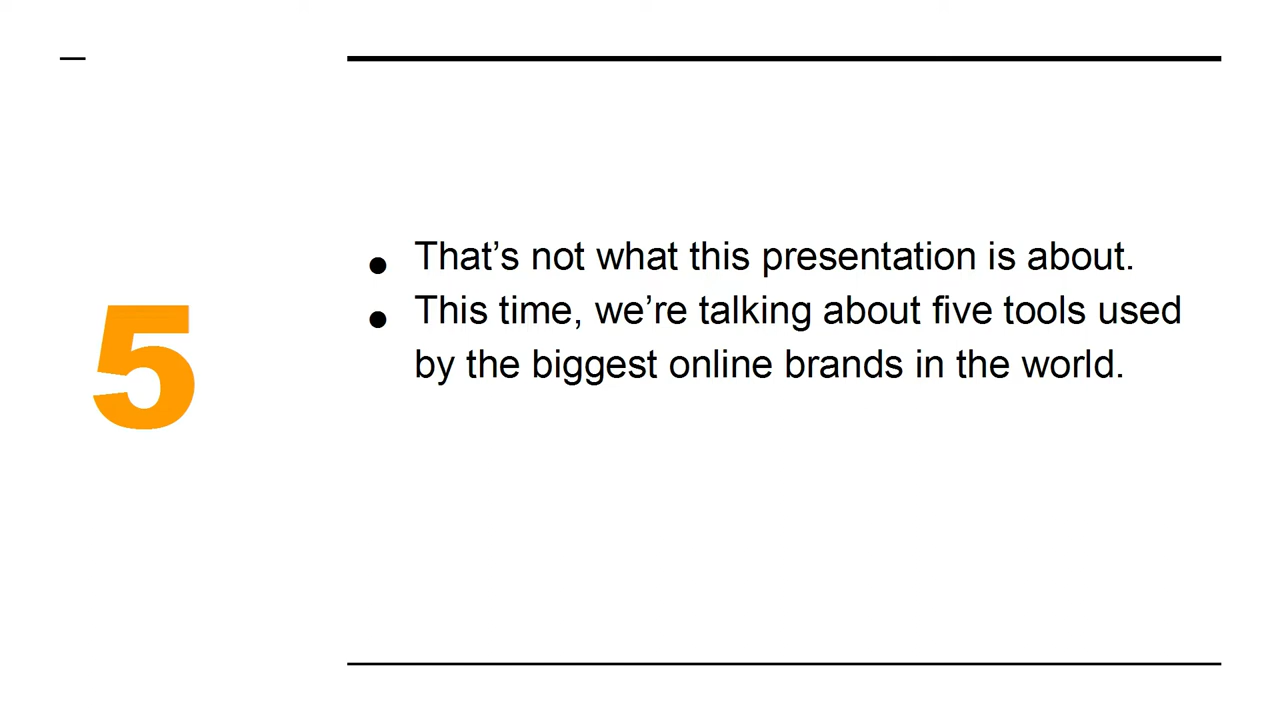 5
• That’s not what this presentation is about.
• This time, we’re talking about five tools used
by the biggest online brands in the world.